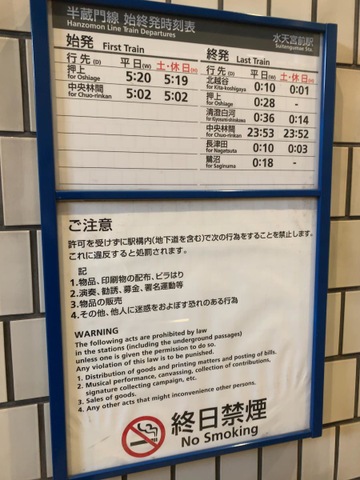 半蔵門線 始終発時刻表
Hanzomon Line Train Departures
水天宮前駅
Suitengumae Sta.
始発 First Train
行先(D) 平日(W) 土・休日(H)
押上 for Oshiage 5:20 5:19
中央林間 for Chuo-rinkan 5:02 5:02
終発 Last Train
行先(D) 平日(W) 土・休日(H)
北越谷 for Kita-koshigaya 0:10 0:01
押上 for Oshiage 0:28 -
清澄白河 for Kiyosumi-shirakawa 0:36 0:14
中央林間 for Chuo-rinkan 23:53 23:52
長津田 for Nagatsuta 0:10 0:03
鷺沼 for Saginuma 0:18 -
ご注意
許可を受けずに駅構内(地下道を含む)で次の行為をすることを禁止します。
これに違反すると処罰されます。
記
1.物品、印刷物の配布、ビラはり
2.演奏、勧誘、募金、署名運動等
3.物品の販売
4.その他、他人に迷惑をおよぼす恐れのある行為
WARNING
The following acts are prohibited by law
in the stations (including the underground passages)
unless one is given the permission to do so.
Any violation of this law is to be punished.
1. Distribution of goods and printing matters and posting of bills.
2. Musical performance, canvassing, collection of contributions,
signature collecting campaign, etc.
3. Sales of goods.
4. Any other acts that might inconvenience other persons.
終日禁煙
No Smoking